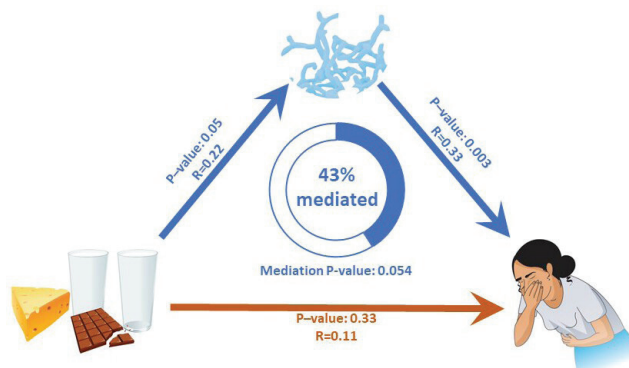 P–value: 0.05
R=0.22
P–value: 0.003
R=0.33
43%
mediated
Mediation P-value: 0.054
P–value: 0.33
R=0.11